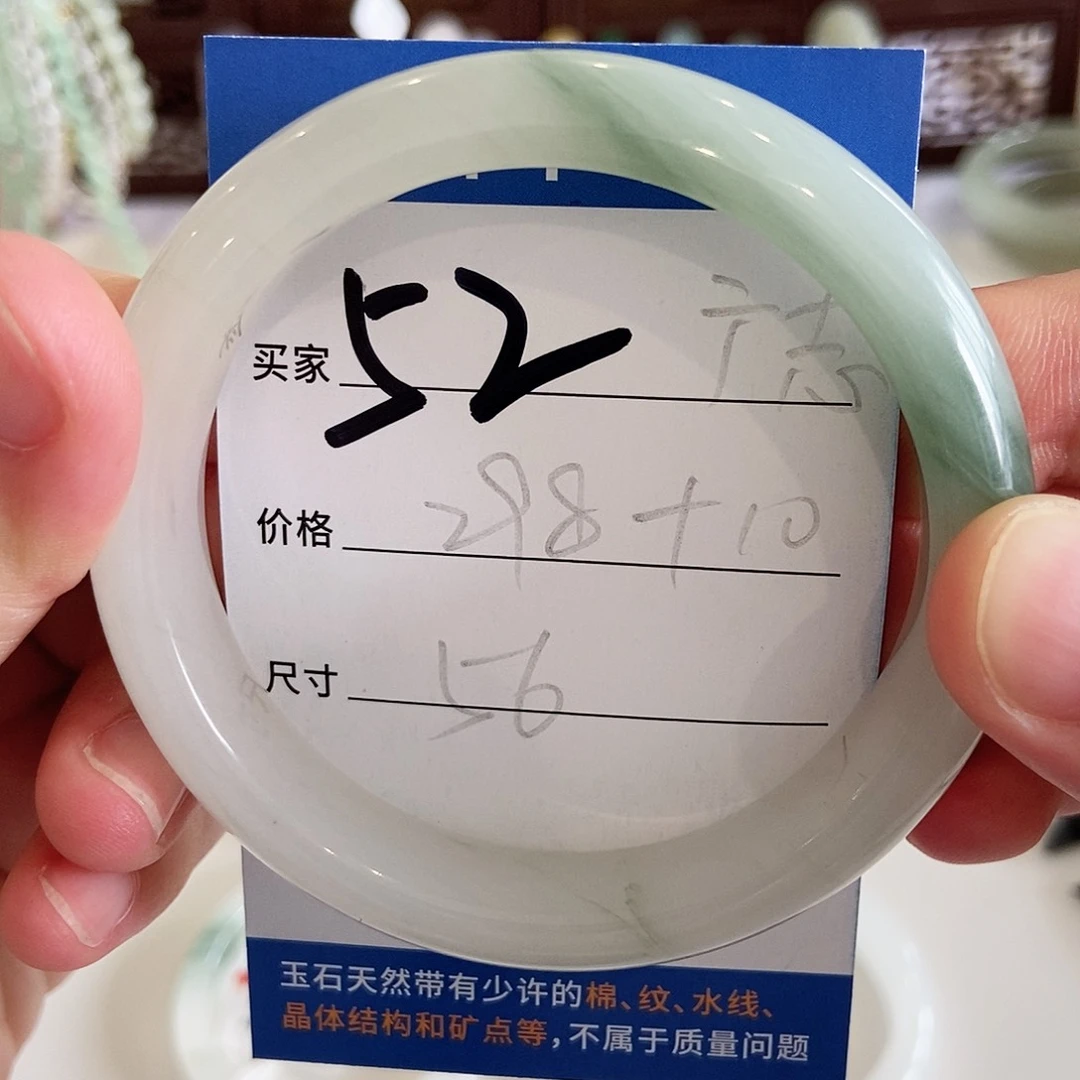 买家 52 广志
价格 298+10
尺寸 56
玉石天然带有少许的棉、纹、水线、
晶体结构和矿点等，不属于质量问题